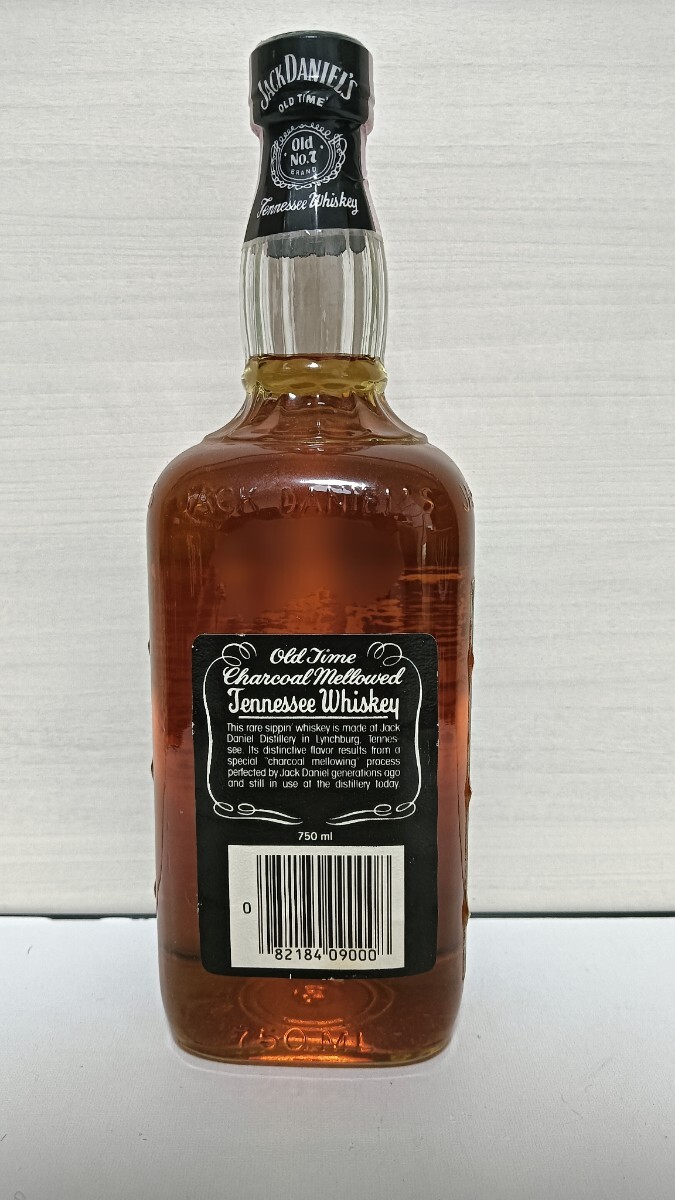 JACK DANIEL'S
OLD TIME
Old
No.7
BRAND
Tennessee Whiskey
JACK DANIEL'S
Old Time
Charcoal Mellowed
Tennessee Whiskey
This rare sippin' whiskey is made at Jack
Daniel Distillery in Lynchburg, Tennes-
see. Its distinctive flavor results from a
special "charcoal mellowing" process
perfected by Jack Daniel generations ago
and still in use at the distillery today.
750 ml
0 82184 09000
750 ML